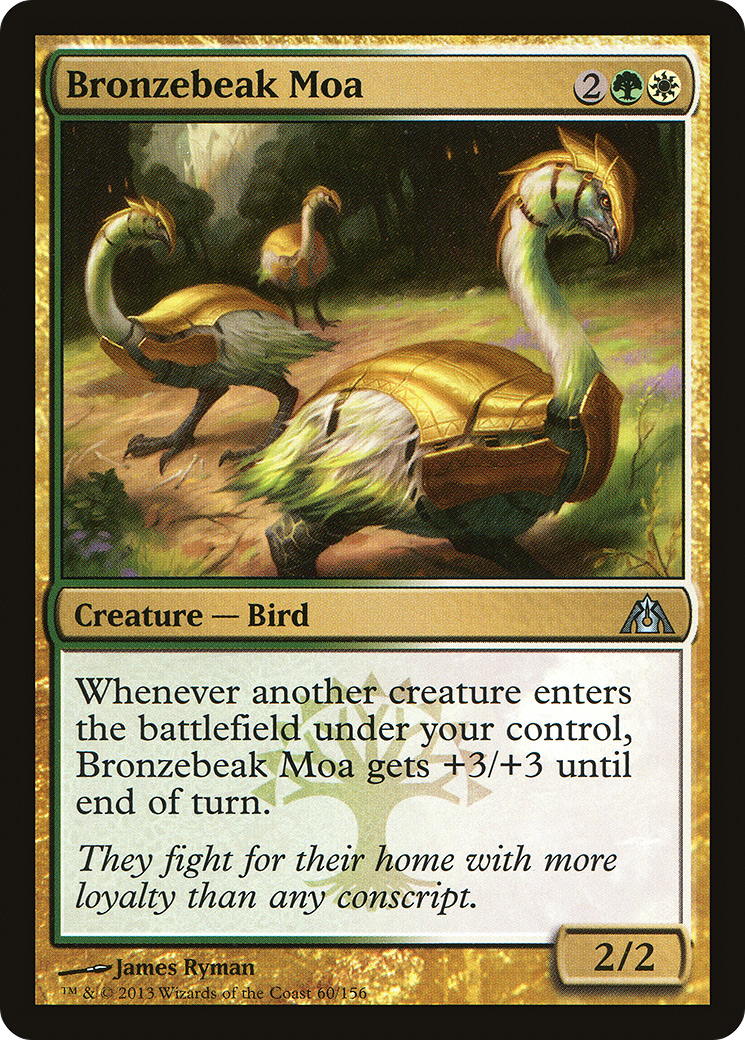 Bronzebeak Moa
2
Creature — Bird
Whenever another creature enters
the battlefield under your control,
Bronzebeak Moa gets +3/+3 until
end of turn.
They fight for their home with more
loyalty than any conscript.
2/2
James Ryman
™ & © 2013 Wizards of the Coast 60/156